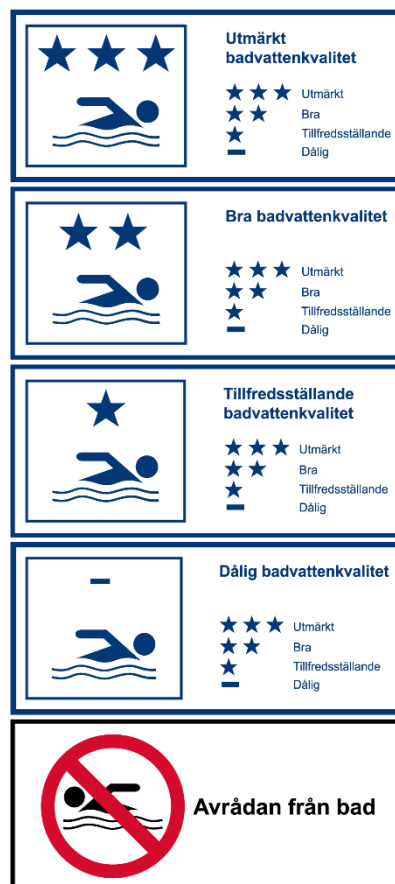 Utmärkt
badvattenkvalitet
Utmärkt
Bra
Tillfredsställande
Dålig
Bra badvattenkvalitet
Utmärkt
Bra
Tillfredsställande
Dålig
Tillfredsställande
badvattenkvalitet
Utmärkt
Bra
Tillfredsställande
Dålig
Dålig badvattenkvalitet
Utmärkt
Bra
Tillfredsställande
Dålig
Avrådan från bad